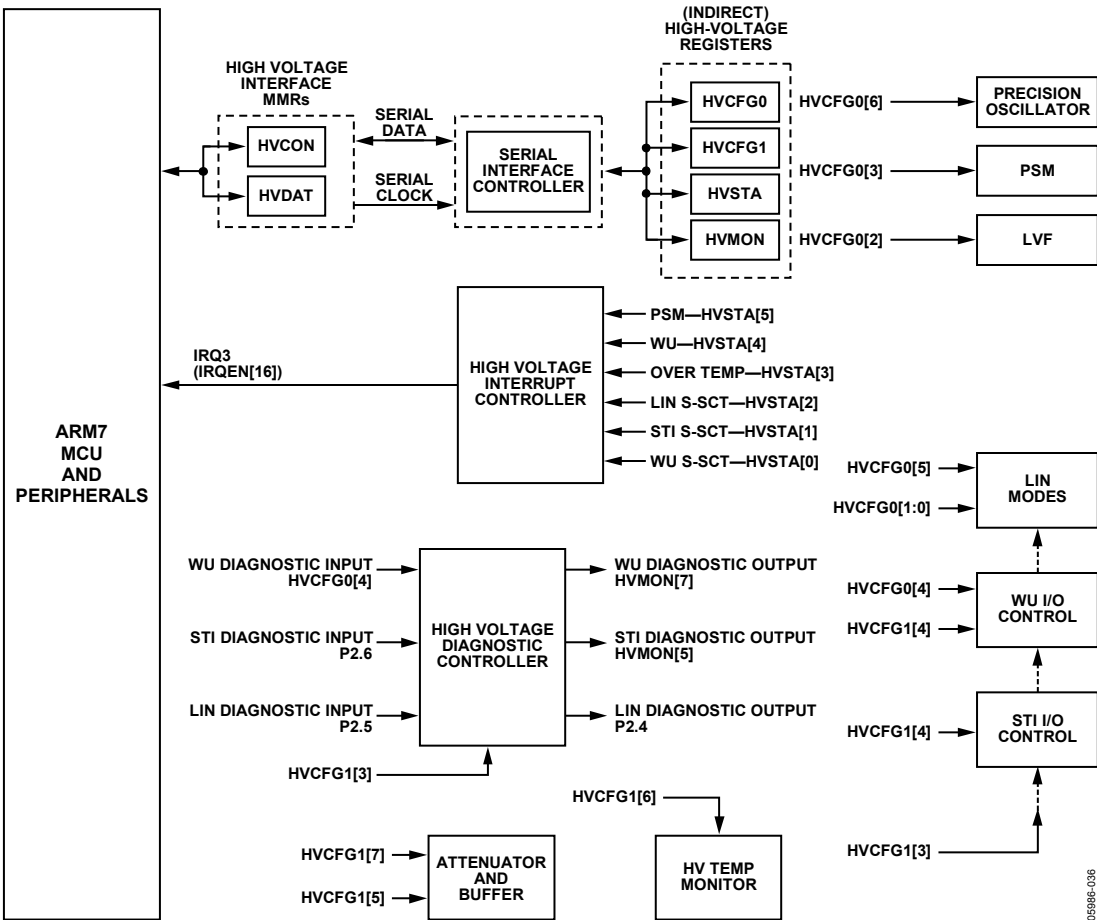 (INDIRECT)
HIGH-VOLTAGE
REGISTERS
HIGH VOLTAGE
INTERFACE
MMRs
HVCON
HVDAT
SERIAL
DATA
SERIAL
CLOCK
SERIAL
INTERFACE
CONTROLLER
HVCFG0
HVCFG1
HVSTA
HVMON
HVCFG0[6]
PRECISION
OSCILLATOR
HVCFG0[3]
PSM
HVCFG0[2]
LVF
ARM7
MCU
AND
PERIPHERALS
IRQ3
(IRQEN[16])
HIGH VOLTAGE
INTERRUPT
CONTROLLER
PSM—HVSTA[5]
WU—HVSTA[4]
OVER TEMP—HVSTA[3]
LIN S-SCT—HVSTA[2]
STI S-SCT—HVSTA[1]
WU S-SCT—HVSTA[0]
HVCFG0[5]
HVCFG0[1:0]
LIN
MODES
WU DIAGNOSTIC INPUT
HVCFG0[4]
STI DIAGNOSTIC INPUT
P2.6
LIN DIAGNOSTIC INPUT
P2.5
HIGH VOLTAGE
DIAGNOSTIC
CONTROLLER
WU DIAGNOSTIC OUTPUT
HVMON[7]
STI DIAGNOSTIC OUTPUT
HVMON[5]
LIN DIAGNOSTIC OUTPUT
P2.4
HVCFG1[3]
HVCFG0[4]
HVCFG1[4]
WU I/O
CONTROL
HVCFG1[4]
STI I/O
CONTROL
HVCFG1[3]
HVCFG1[6]
HV TEMP
MONITOR
HVCFG1[7]
HVCFG1[5]
ATTENUATOR
AND
BUFFER
05986-036